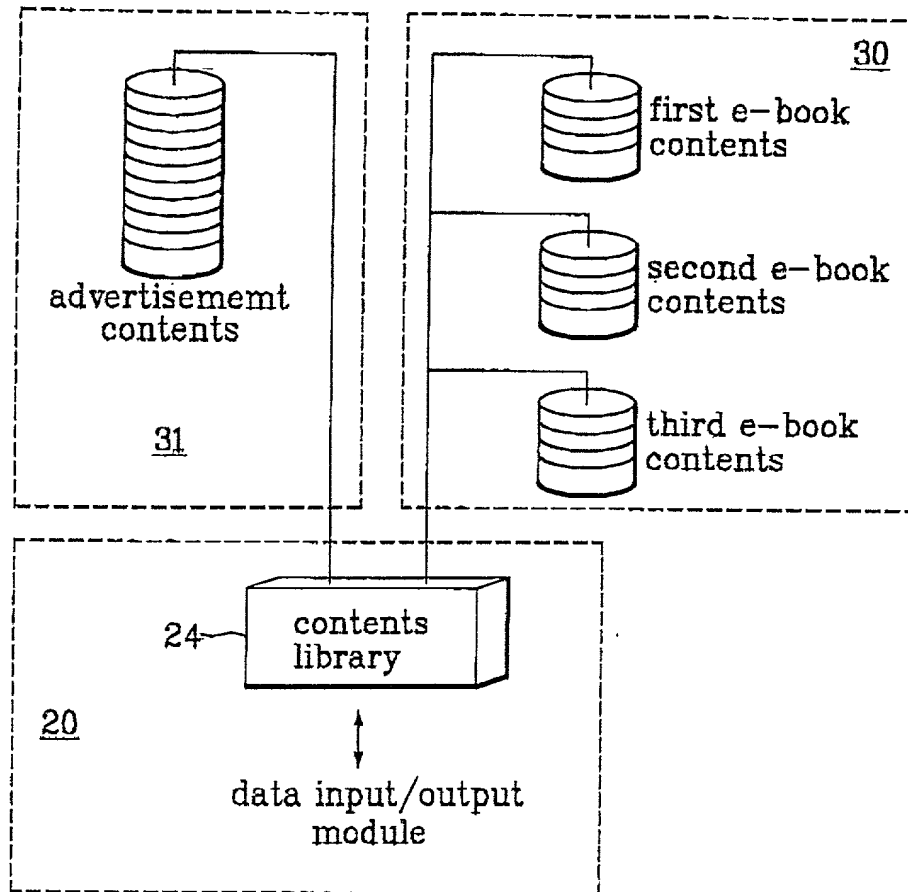 30
first e-book
contents
second e-book
contents
third e-book
contents
advertisememt
contents
31
24
contents
library
20
data input/output
module